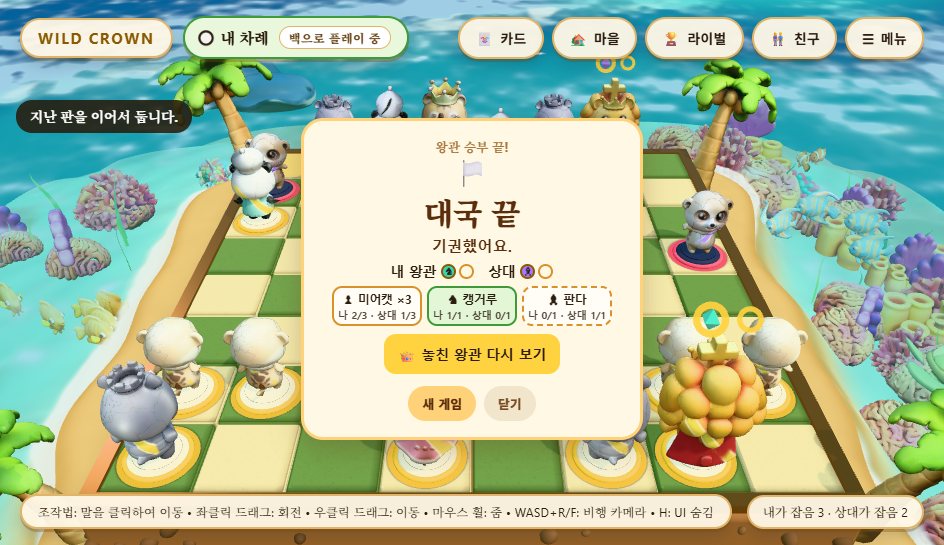 WILD CROWN
내 차례 백으로 플레이 중
카드
마을
라이벌
친구
☰ 메뉴
지난 판을 이어서 둡니다.
왕관 승부 끝!
대국 끝
기권했어요.
내 왕관 상대
미어캣 ×3
나 2/3 · 상대 1/3
캥거루
나 1/1 · 상대 0/1
판다
나 0/1 · 상대 1/1
놓친 왕관 다시 보기
새 게임
닫기
조작법: 말을 클릭하여 이동 • 좌클릭 드래그: 회전 • 우클릭 드래그: 이동 • 마우스 휠: 줌 • WASD+R/F: 비행 카메라 • H: UI 숨김
내가 잡음 3 · 상대가 잡음 2